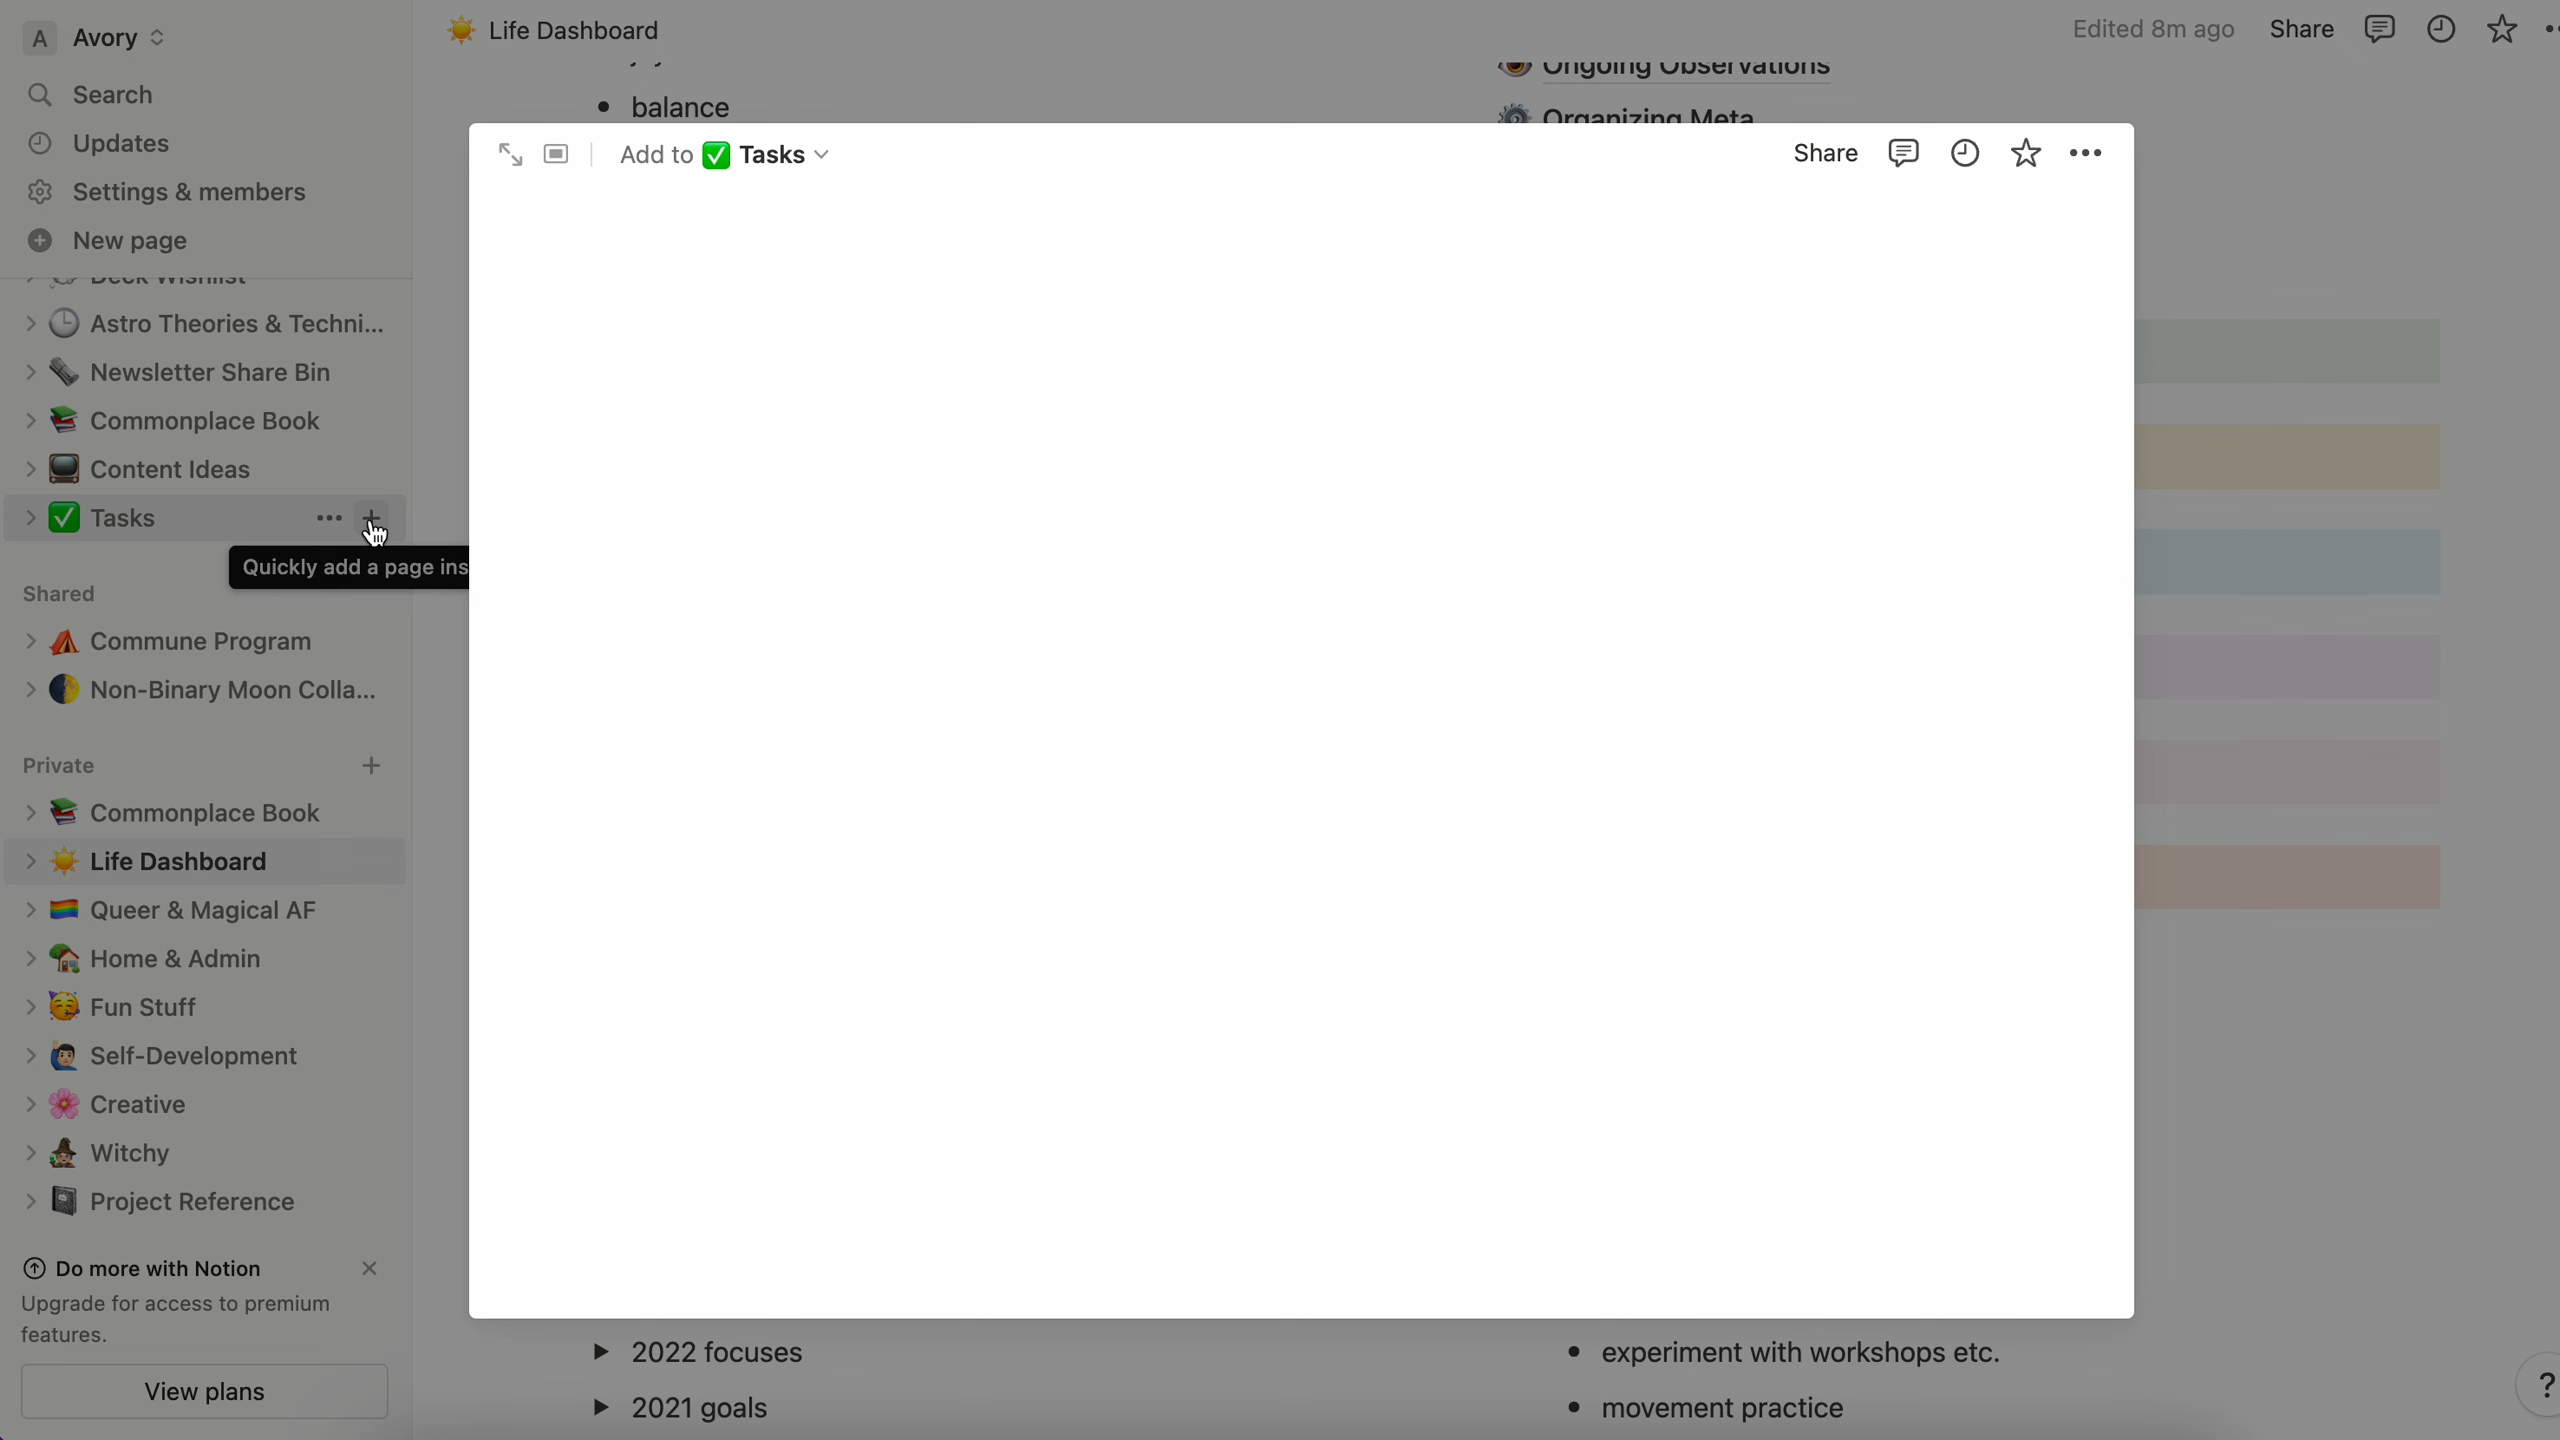 A Avory
Search
Updates
Settings & members
New page
Deck Wishlist
Astro Theories & Techni...
Newsletter Share Bin
Commonplace Book
Content Ideas
Tasks
Quickly add a page ins
Shared
Commune Program
Non-Binary Moon Colla...
Private
Commonplace Book
Life Dashboard
Queer & Magical AF
Home & Admin
Fun Stuff
Self-Development
Creative
Witchy
Project Reference
Do more with Notion
Upgrade for access to premium
features.
View plans
Life Dashboard
Edited 8m ago Share
balance
Ongoing Observations
Organizing Meta
Add to Tasks
Share
2022 focuses
2021 goals
experiment with workshops etc.
movement practice
?